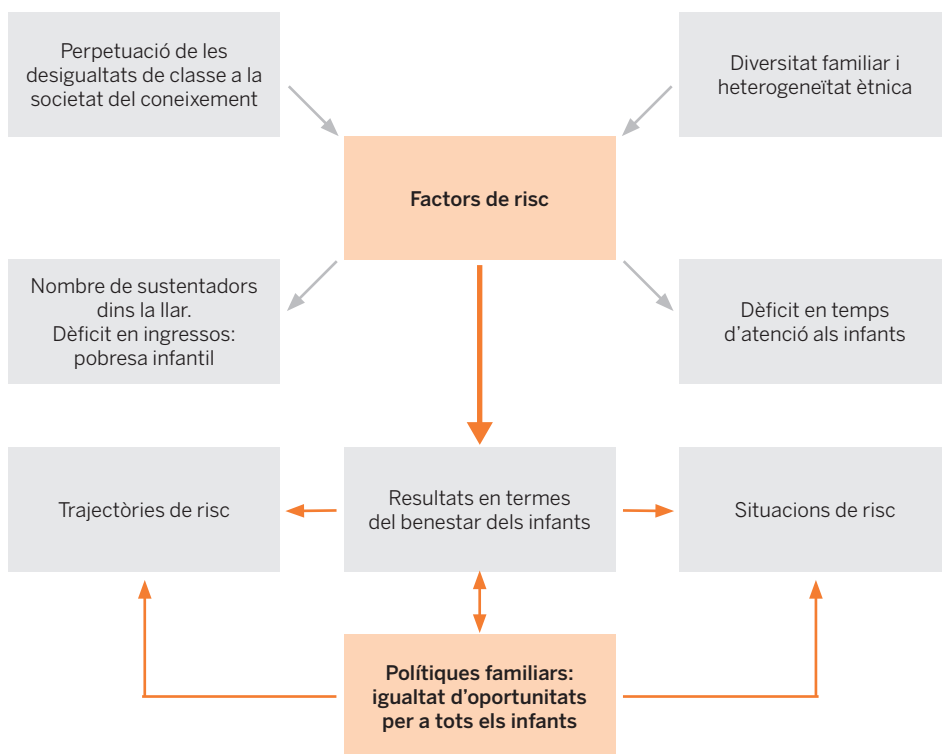 Perpetuació de les
desigualtats de classe a la
societat del coneixement
Diversitat familiar i
heterogeneïtat ètnica
Factors de risc
Nombre de sustentadors
dins la llar.
Dèficit en ingressos:
pobresa infantil
Dèficit en temps
d’atenció als infants
Trajectòries de risc
Resultats en termes
del benestar dels infants
Situacions de risc
Polítiques familiars:
igualtat d’oportunitats
per a tots els infants